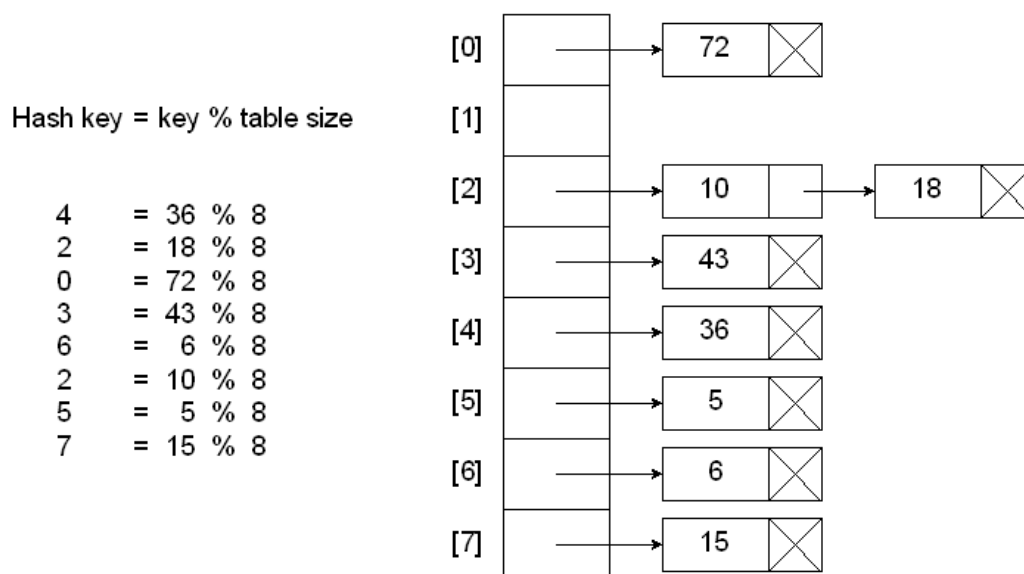 Hash key = key % table size
4 = 36 % 8
2 = 18 % 8
0 = 72 % 8
3 = 43 % 8
6 = 6 % 8
2 = 10 % 8
5 = 5 % 8
7 = 15 % 8
[0] 72
[1]
[2] 10 18
[3] 43
[4] 36
[5] 5
[6] 6
[7] 15